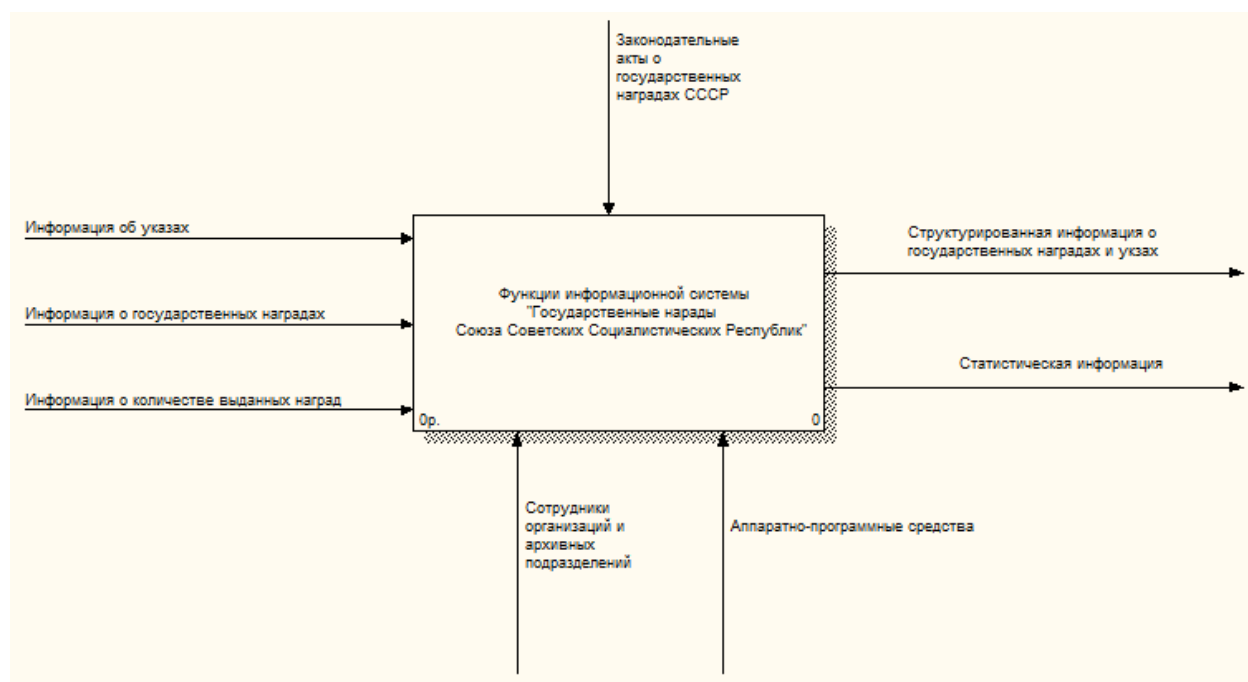 Законодательные
акты о
государственных
наградах СССР
Информация об указах
Структурированная информация о
государственных наградах и укзах
Функции информационной системы
"Государственные нарады
Союза Советских Социалистических Республик"
Информация о государственных наградах
Статистическая информация
Информация о количестве выданных наград
0р.
0
Сотрудники
организаций и
архивных
подразделений
Аппаратно-программные средства